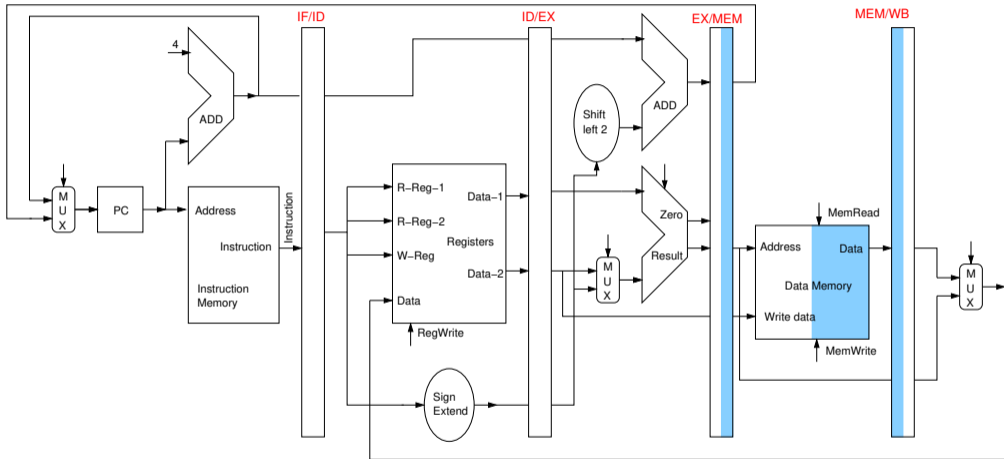 IF/ID
ID/EX
EX/MEM
MEM/WB
4
ADD
ADD
Shift
left 2
M
U
X
PC
Address
Instruction
Instruction
Memory
Instruction
R-Reg-1
R-Reg-2
W-Reg
Data
Data-1
Registers
Data-2
RegWrite
Sign
Extend
M
U
X
Zero
Result
MemRead
Address
Data
Data Memory
Write data
MemWrite
M
U
X